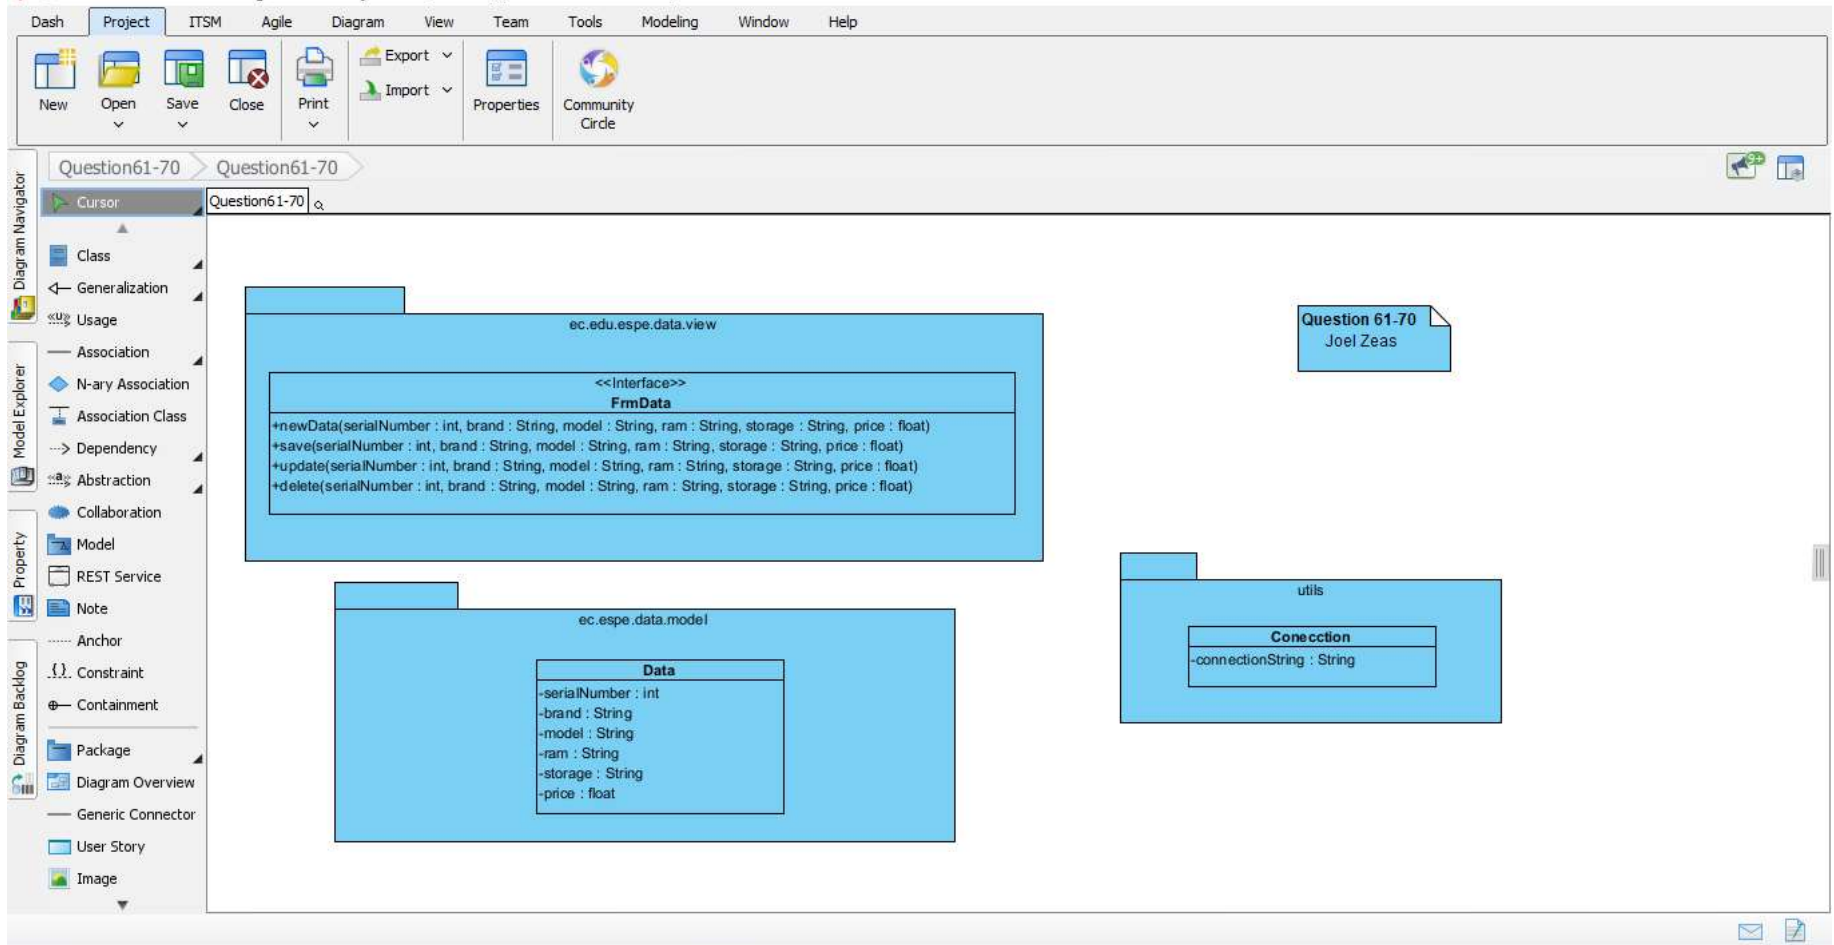 Dash Project ITSM Agile Diagram View Team Tools Modeling Window Help
New Open Save Close Print Export Import Properties Community Circle
Question61-70 Question61-70
Question61-70
Diagram Navigator
Model Explorer
Property
Diagram Backlog
Cursor
Class
Generalization
«U» Usage
Association
N-ary Association
Association Class
Dependency
«a» Abstraction
Collaboration
Model
REST Service
Note
Anchor
{} Constraint
Containment
Package
Diagram Overview
Generic Connector
User Story
Image
9+
ec.edu.espe.data.view
<<Interface>>
FrmData
+newData(serialNumber : int, brand : String, model : String, ram : String, storage : String, price : float)
+save(serialNumber : int, brand : String, model : String, ram : String, storage : String, price : float)
+update(serialNumber : int, brand : String, model : String, ram : String, storage : String, price : float)
+delete(serialNumber : int, brand : String, model : String, ram : String, storage : String, price : float)
Question 61-70
Joel Zeas
ec.espe.data.model
Data
-serialNumber : int
-brand : String
-model : String
-ram : String
-storage : String
-price : float
utils
Conecction
-connectionString : String